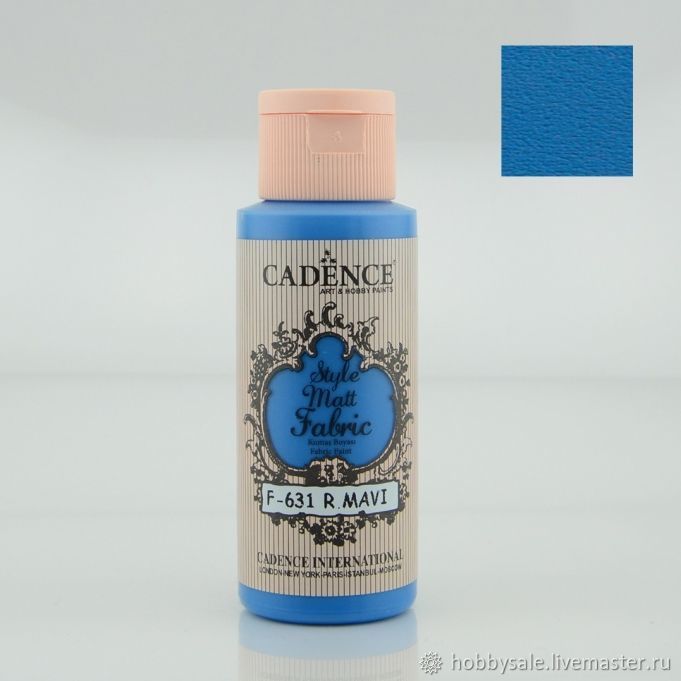 CADENCE
ART & HOBBY PAINTS
Style
Matt
Fabric
Kumaş Boyası
Fabric Paint
F-631 R.MAVI
CADENCE INTERNATIONAL
LONDON-NEW YORK-PARIS-ISTANBUL-MOSCOW
hobbysale.livemaster.ru